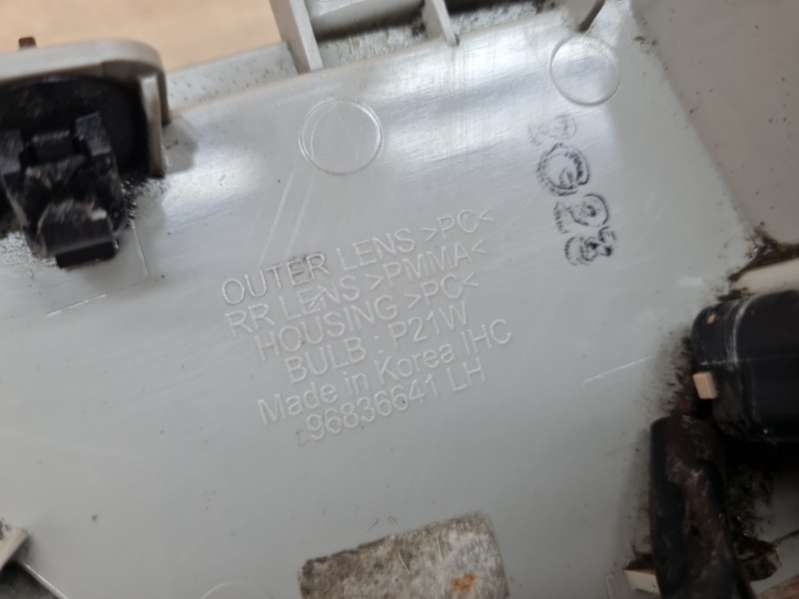 OUTER LENS >PC<
RR LENS >PMMA<
HOUSING >PC<
BULB : P21W
Made in Korea IHC
96836641 LH